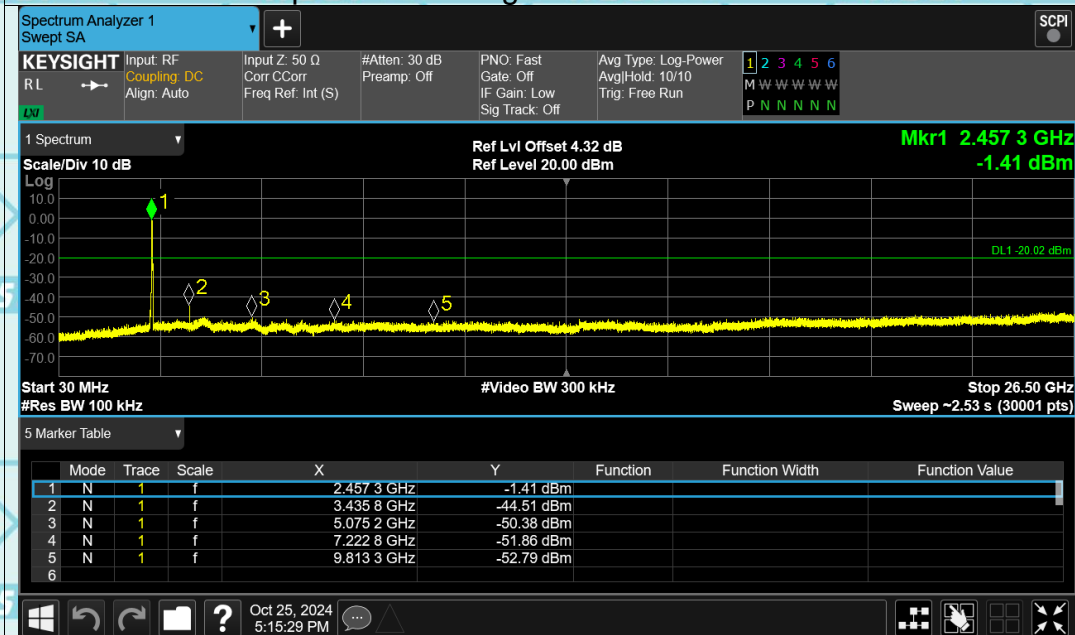 Spectrum Analyzer 1
Swept SA
+
SCPI
KEYSIGHT Input: RF Input Z: 50 Ω #Atten: 30 dB PNO: Fast Avg Type: Log-Power 1 2 3 4 5 6
R L Coupling: DC Corr CCorr Preamp: Off Gate: Off Avg|Hold: 10/10 M W W W W W
Align: Auto Freq Ref: Int (S) IF Gain: Low Trig: Free Run
LXI Sig Track: Off P N N N N N
1 Spectrum
Scale/Div 10 dB
Ref Lvl Offset 4.32 dB
Ref Level 20.00 dBm
Mkr1 2.457 3 GHz
-1.41 dBm
Log
10.0
0.00
-10.0
-20.0
-30.0
-40.0
-50.0
-60.0
-70.0
1
2
3
4
5
DL1 -20.02 dBm
Start 30 MHz #Video BW 300 kHz Stop 26.50 GHz
#Res BW 100 kHz Sweep ~2.53 s (30001 pts)
5 Marker Table
Mode Trace Scale X Y Function Function Width Function Value
1 N 1 f 2.457 3 GHz -1.41 dBm
2 N 1 f 3.435 8 GHz -44.51 dBm
3 N 1 f 5.075 2 GHz -50.38 dBm
4 N 1 f 7.222 8 GHz -51.86 dBm
5 N 1 f 9.813 3 GHz -52.79 dBm
6
? Oct 25, 2024
5:15:29 PM